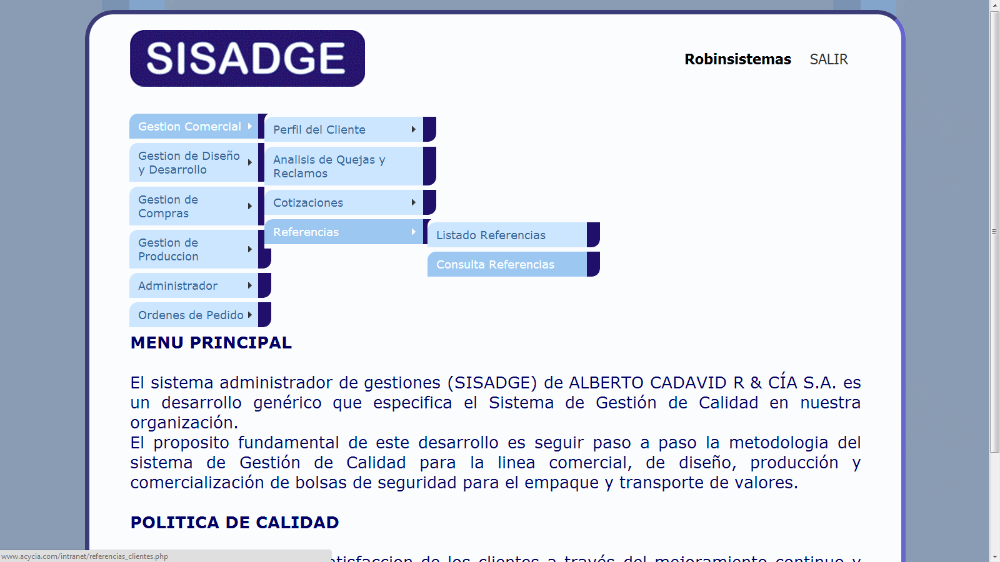 SISADGE
Robinsistemas SALIR
Gestion Comercial
Gestion de Diseño
y Desarrollo
Gestion de
Compras
Gestion de
Produccion
Administrador
Ordenes de Pedido
Perfil del Cliente
Analisis de Quejas y
Reclamos
Cotizaciones
Referencias
Listado Referencias
Consulta Referencias
MENU PRINCIPAL
El sistema administrador de gestiones (SISADGE) de ALBERTO CADAVID R & CÍA S.A. es
un desarrollo genérico que especifica el Sistema de Gestión de Calidad en nuestra
organización.
El proposito fundamental de este desarrollo es seguir paso a paso la metodologia del
sistema de Gestión de Calidad para la linea comercial, de diseño, producción y
comercialización de bolsas de seguridad para el empaque y transporte de valores.
POLITICA DE CALIDAD
de los clientes a través del mejoramiento continuo y
www.acycia.com/intranet/referencias_clientes.php